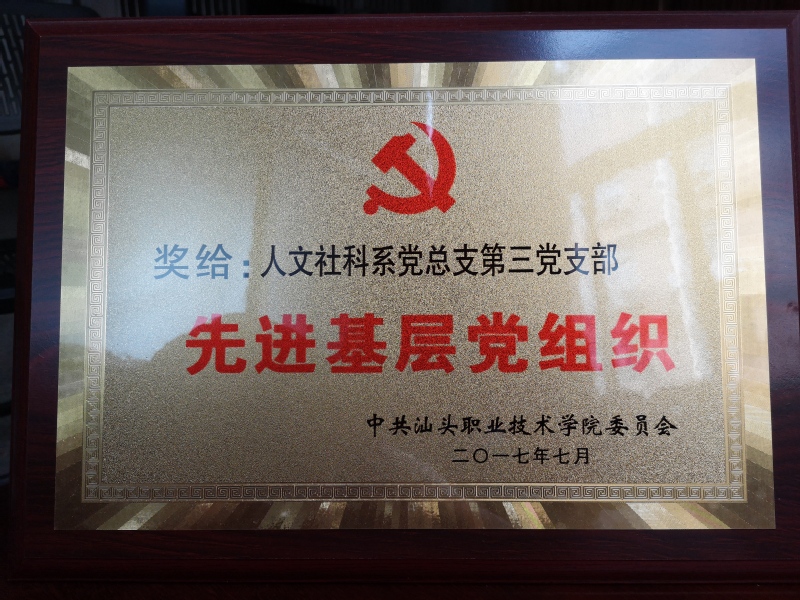 奖给：人文社科系党总支第三党支部
先进基层党组织
中共汕头职业技术学院委员会
二〇一七年七月